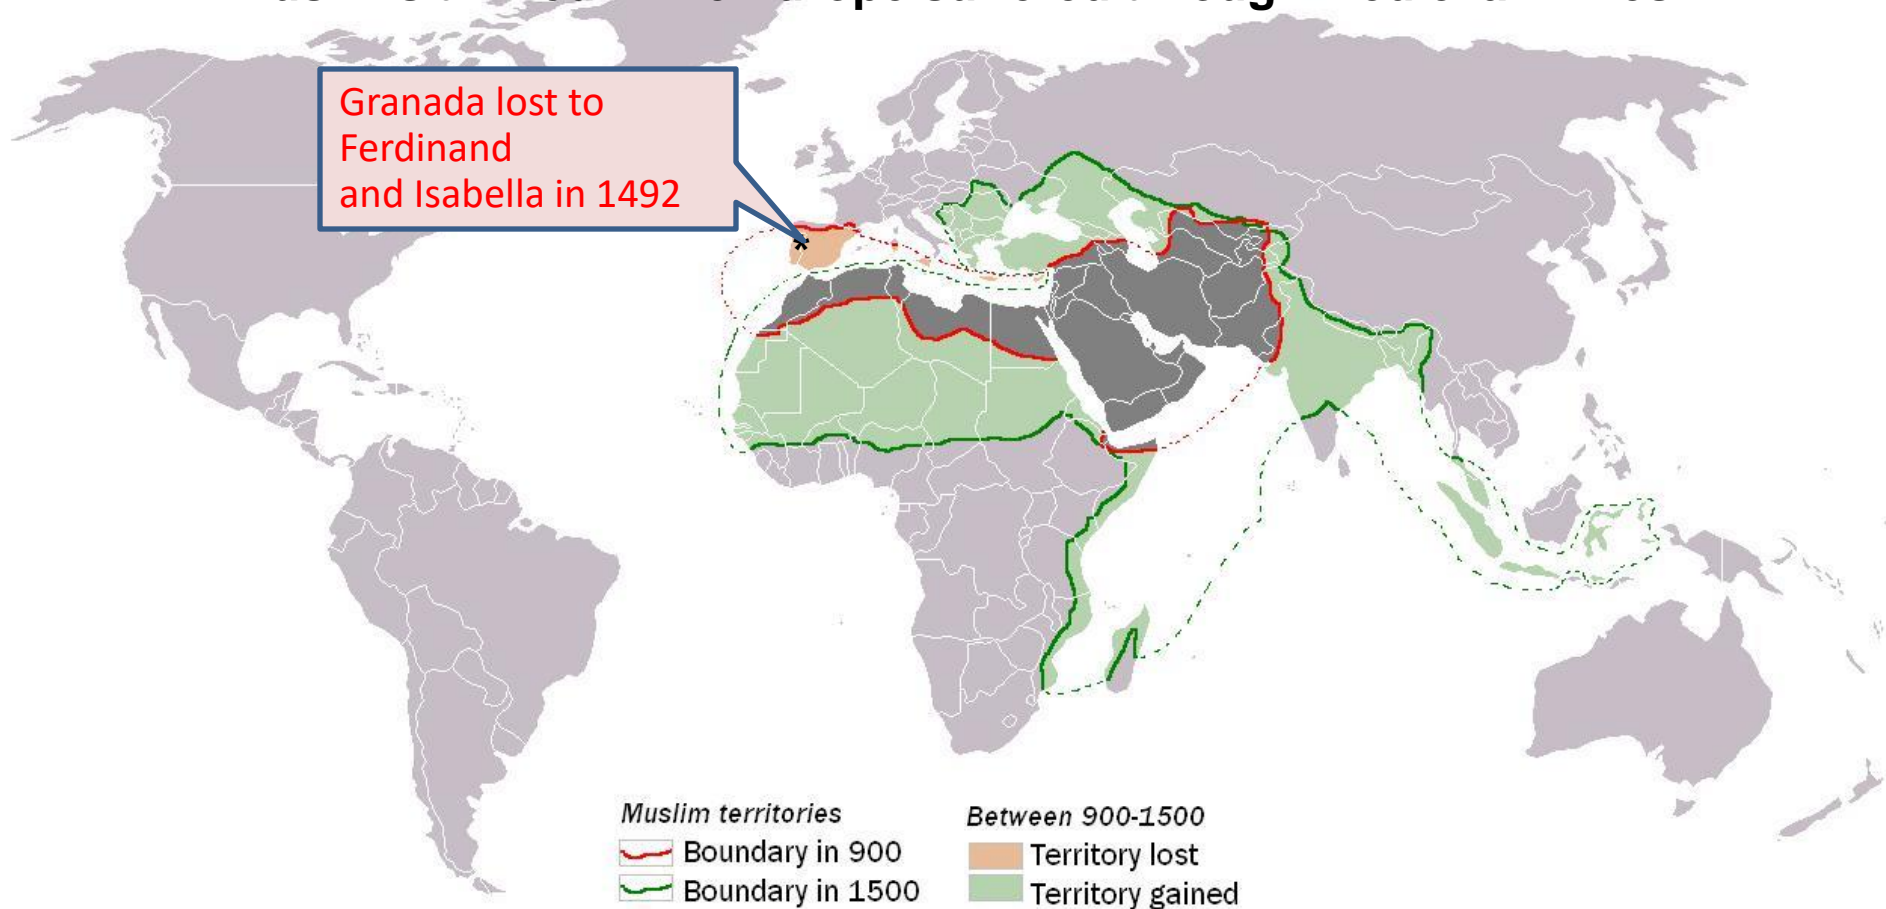 Granada lost to
Ferdinand
and Isabella in 1492
Muslim territories
Boundary in 900
Boundary in 1500
Between 900-1500
Territory lost
Territory gained